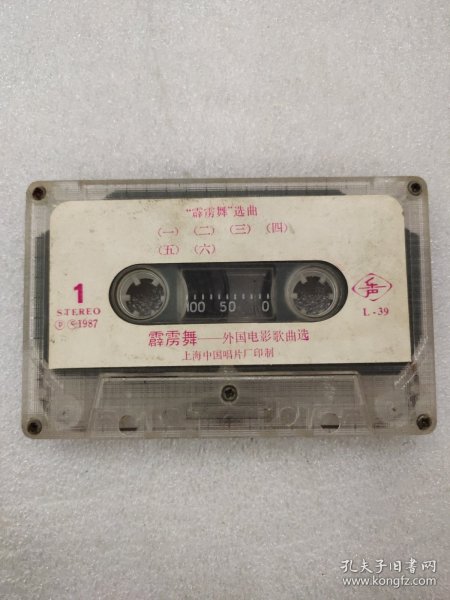 “霹雳舞”选曲
(一) (二) (三) (四)
(五) (六)
1
STEREO
Ⓟ Ⓒ 1987
100 50 0
L-39
霹雳舞——外国电影歌曲选
上海中国唱片厂印制
孔夫子旧书网
www.kongfz.com